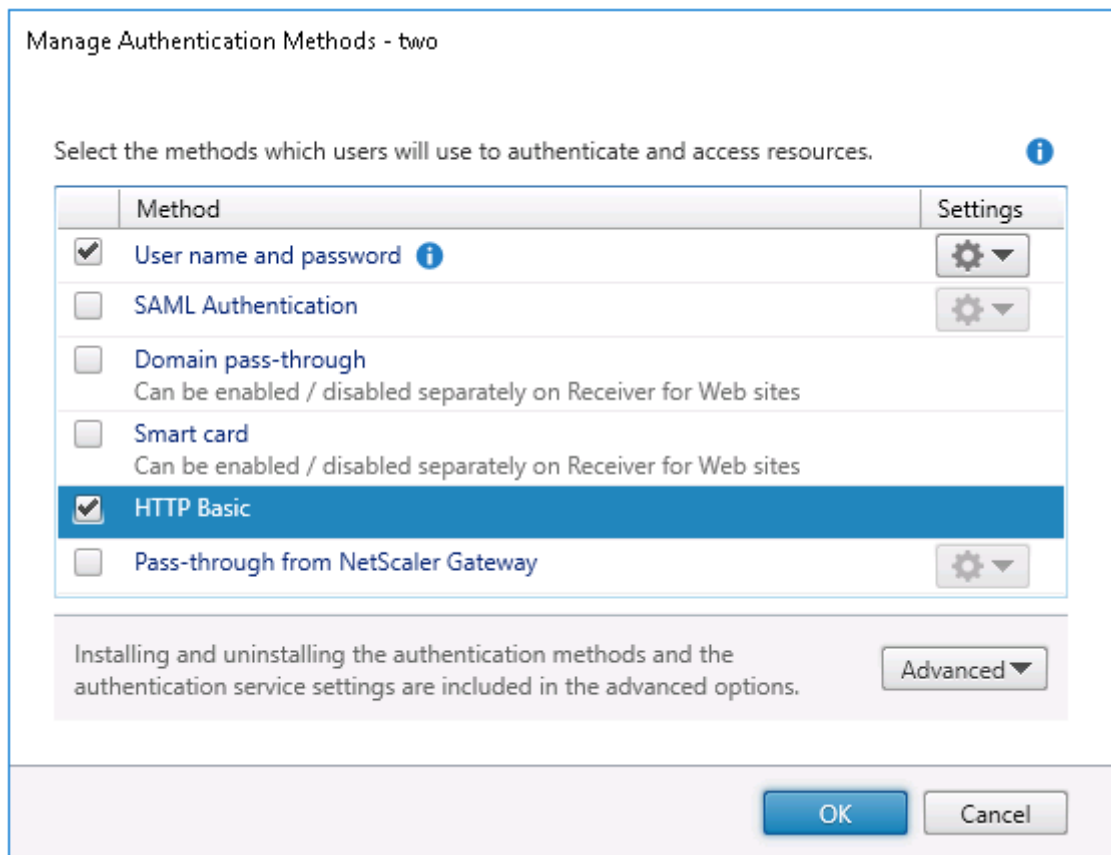 Manage Authentication Methods - two
Select the methods which users will use to authenticate and access resources.
Method Settings
User name and password
SAML Authentication
Domain pass-through
Can be enabled / disabled separately on Receiver for Web sites
Smart card
Can be enabled / disabled separately on Receiver for Web sites
HTTP Basic
Pass-through from NetScaler Gateway
Installing and uninstalling the authentication methods and the
authentication service settings are included in the advanced options.
Advanced
OK Cancel